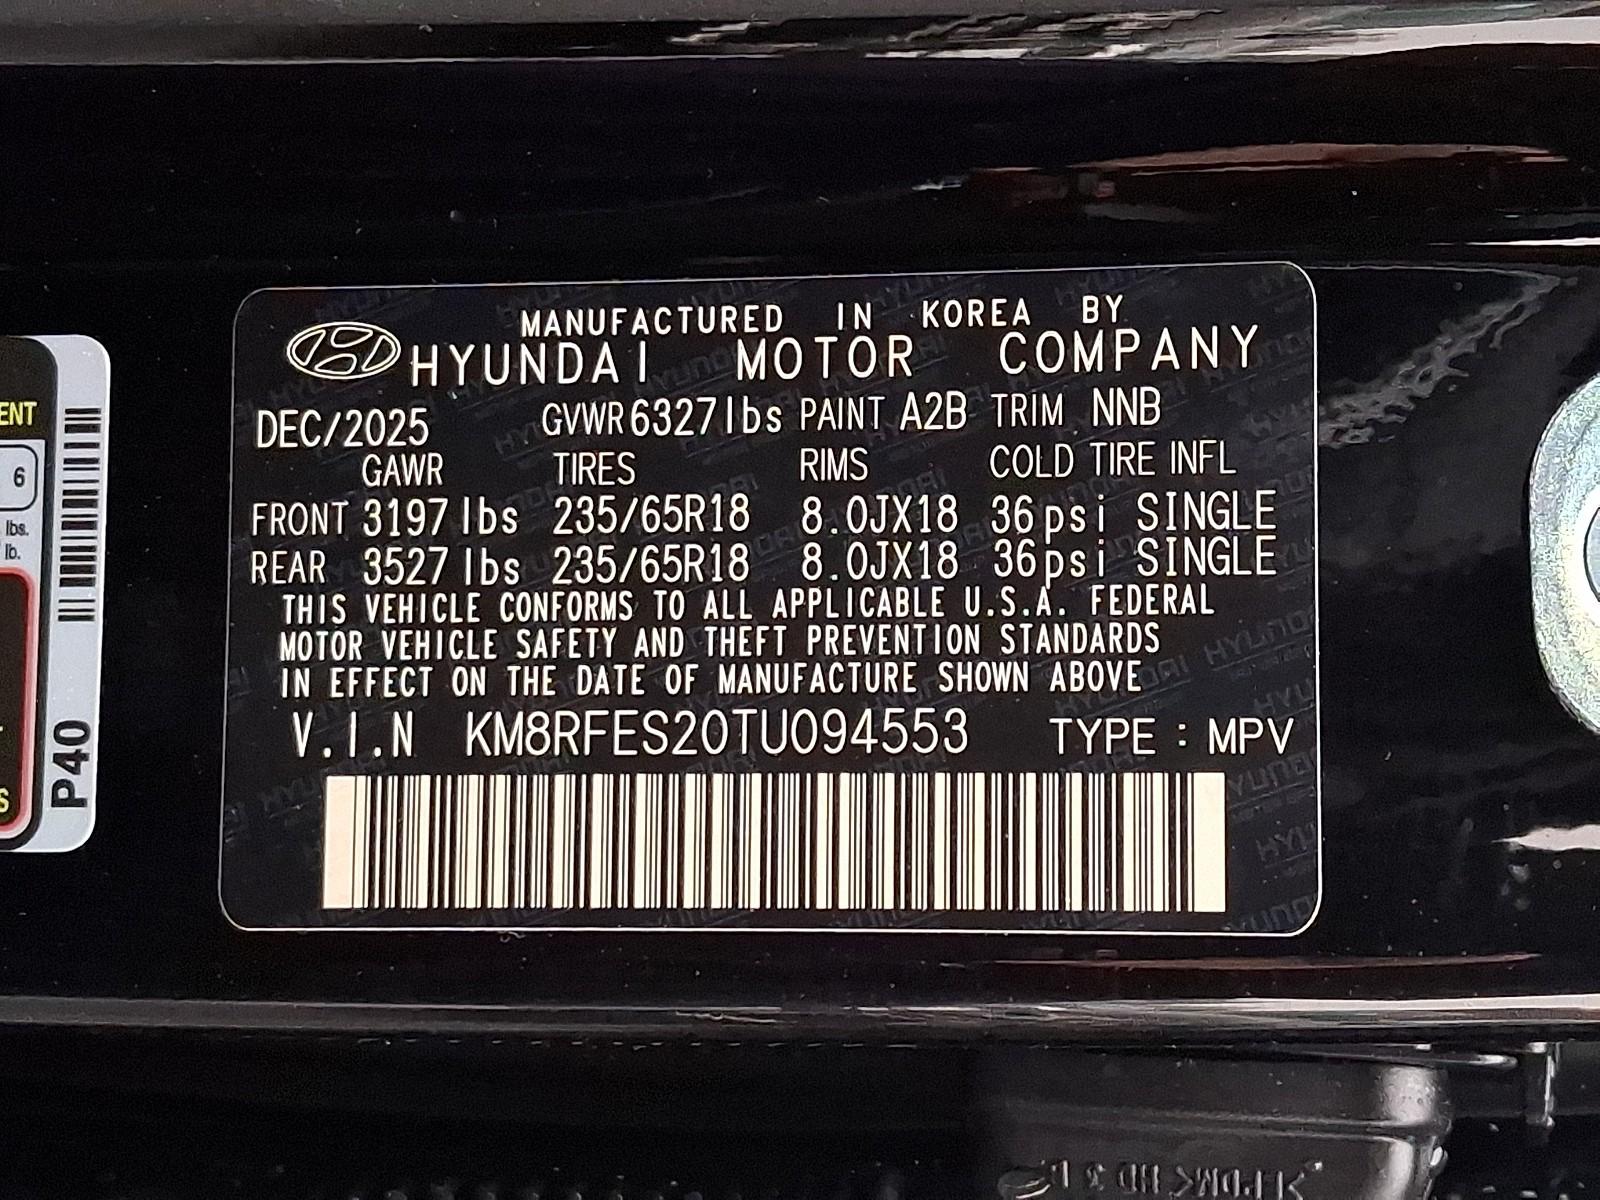 MANUFACTURED IN KOREA BY
HYUNDAI MOTOR COMPANY
DEC/2025 GVWR 6327lbs PAINT A2B TRIM NNB
GAWR TIRES RIMS COLD TIRE INFL
FRONT 3197 lbs 235/65R18 8.0JX18 36psi SINGLE
REAR 3527 lbs 235/65R18 8.0JX18 36psi SINGLE
THIS VEHICLE CONFORMS TO ALL APPLICABLE U.S.A. FEDERAL
MOTOR VEHICLE SAFETY AND THEFT PREVENTION STANDARDS
IN EFFECT ON THE DATE OF MANUFACTURE SHOWN ABOVE
V.I.N KM8RFES20TU094553 TYPE : MPV
6
lbs.
lb.
P40